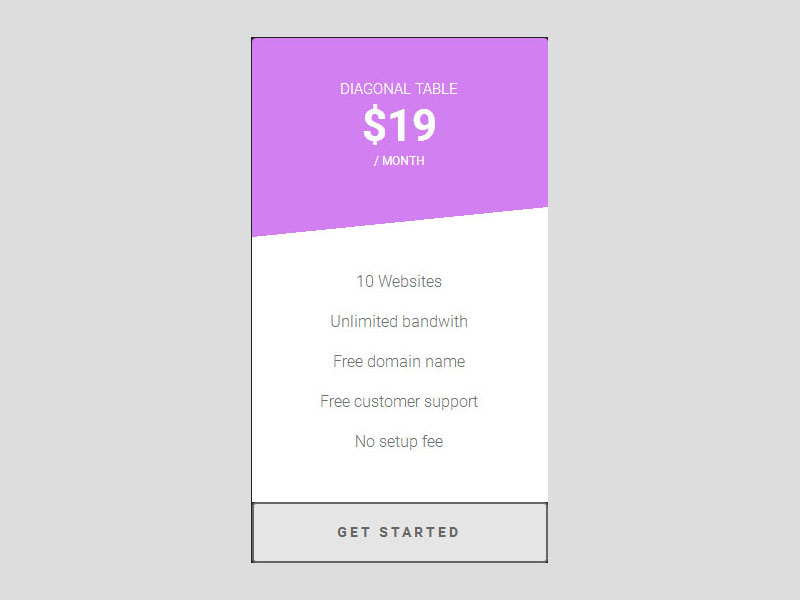 DIAGONAL TABLE
$19
/ MONTH
10 Websites
Unlimited bandwith
Free domain name
Free customer support
No setup fee
GET STARTED